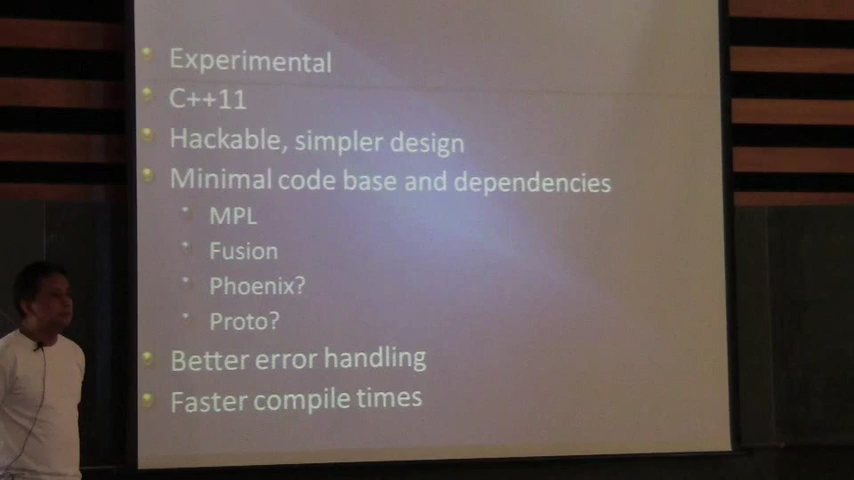 Experimental
C++11
Hackable, simpler design
Minimal code base and dependencies
MPL
Fusion
Phoenix?
Proto?
Better error handling
Faster compile times